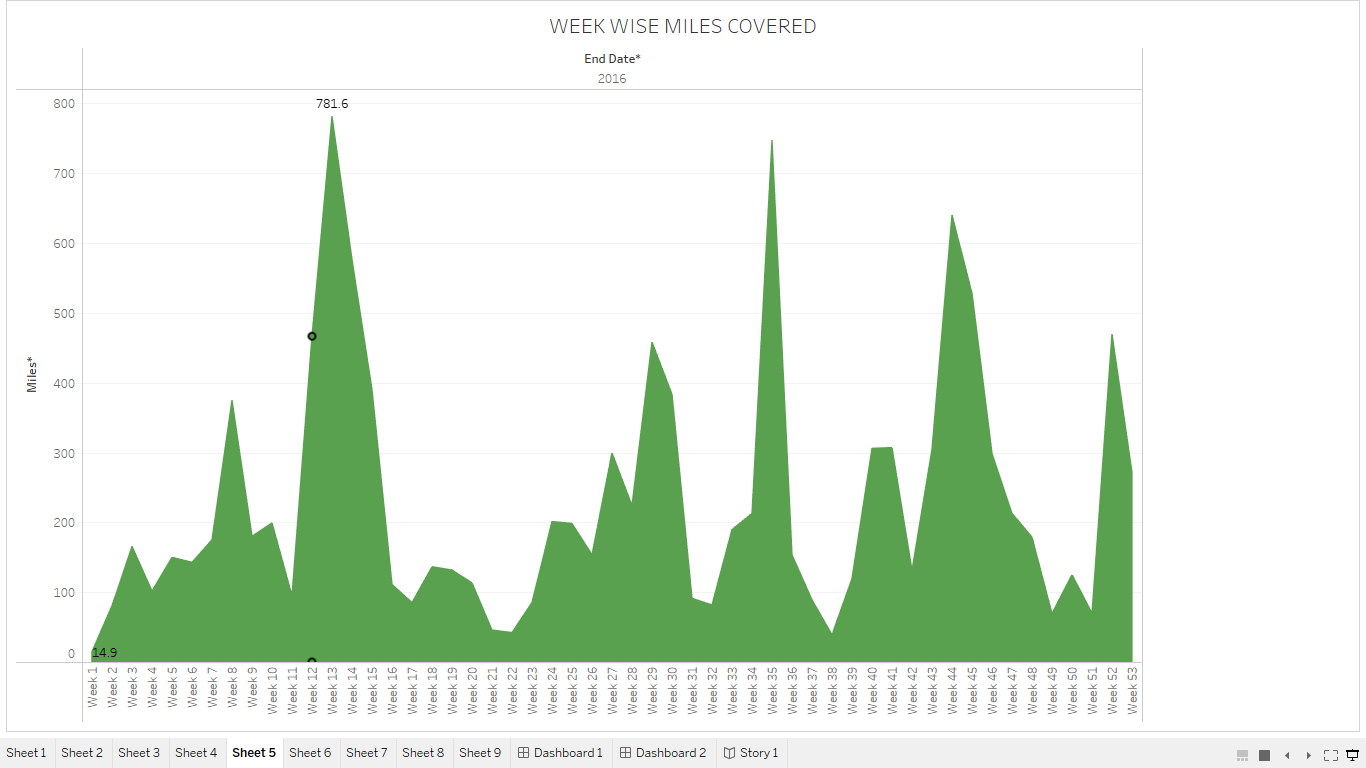 WEEK WISE MILES COVERED
End Date*
2016
800
781.6
700
600
500
400
300
200
100
0
14.9
Miles*
Week 1
Week 2
Week 3
Week 4
Week 5
Week 6
Week 7
Week 8
Week 9
Week 10
Week 11
Week 12
Week 13
Week 14
Week 15
Week 16
Week 17
Week 18
Week 19
Week 20
Week 21
Week 22
Week 23
Week 24
Week 25
Week 26
Week 27
Week 28
Week 29
Week 30
Week 31
Week 32
Week 33
Week 34
Week 35
Week 36
Week 37
Week 38
Week 39
Week 40
Week 41
Week 42
Week 43
Week 44
Week 45
Week 46
Week 47
Week 48
Week 49
Week 50
Week 51
Week 52
Week 53
Sheet 1 Sheet 2 Sheet 3 Sheet 4 Sheet 5 Sheet 6 Sheet 7 Sheet 8 Sheet 9 Dashboard 1 Dashboard 2 Story 1